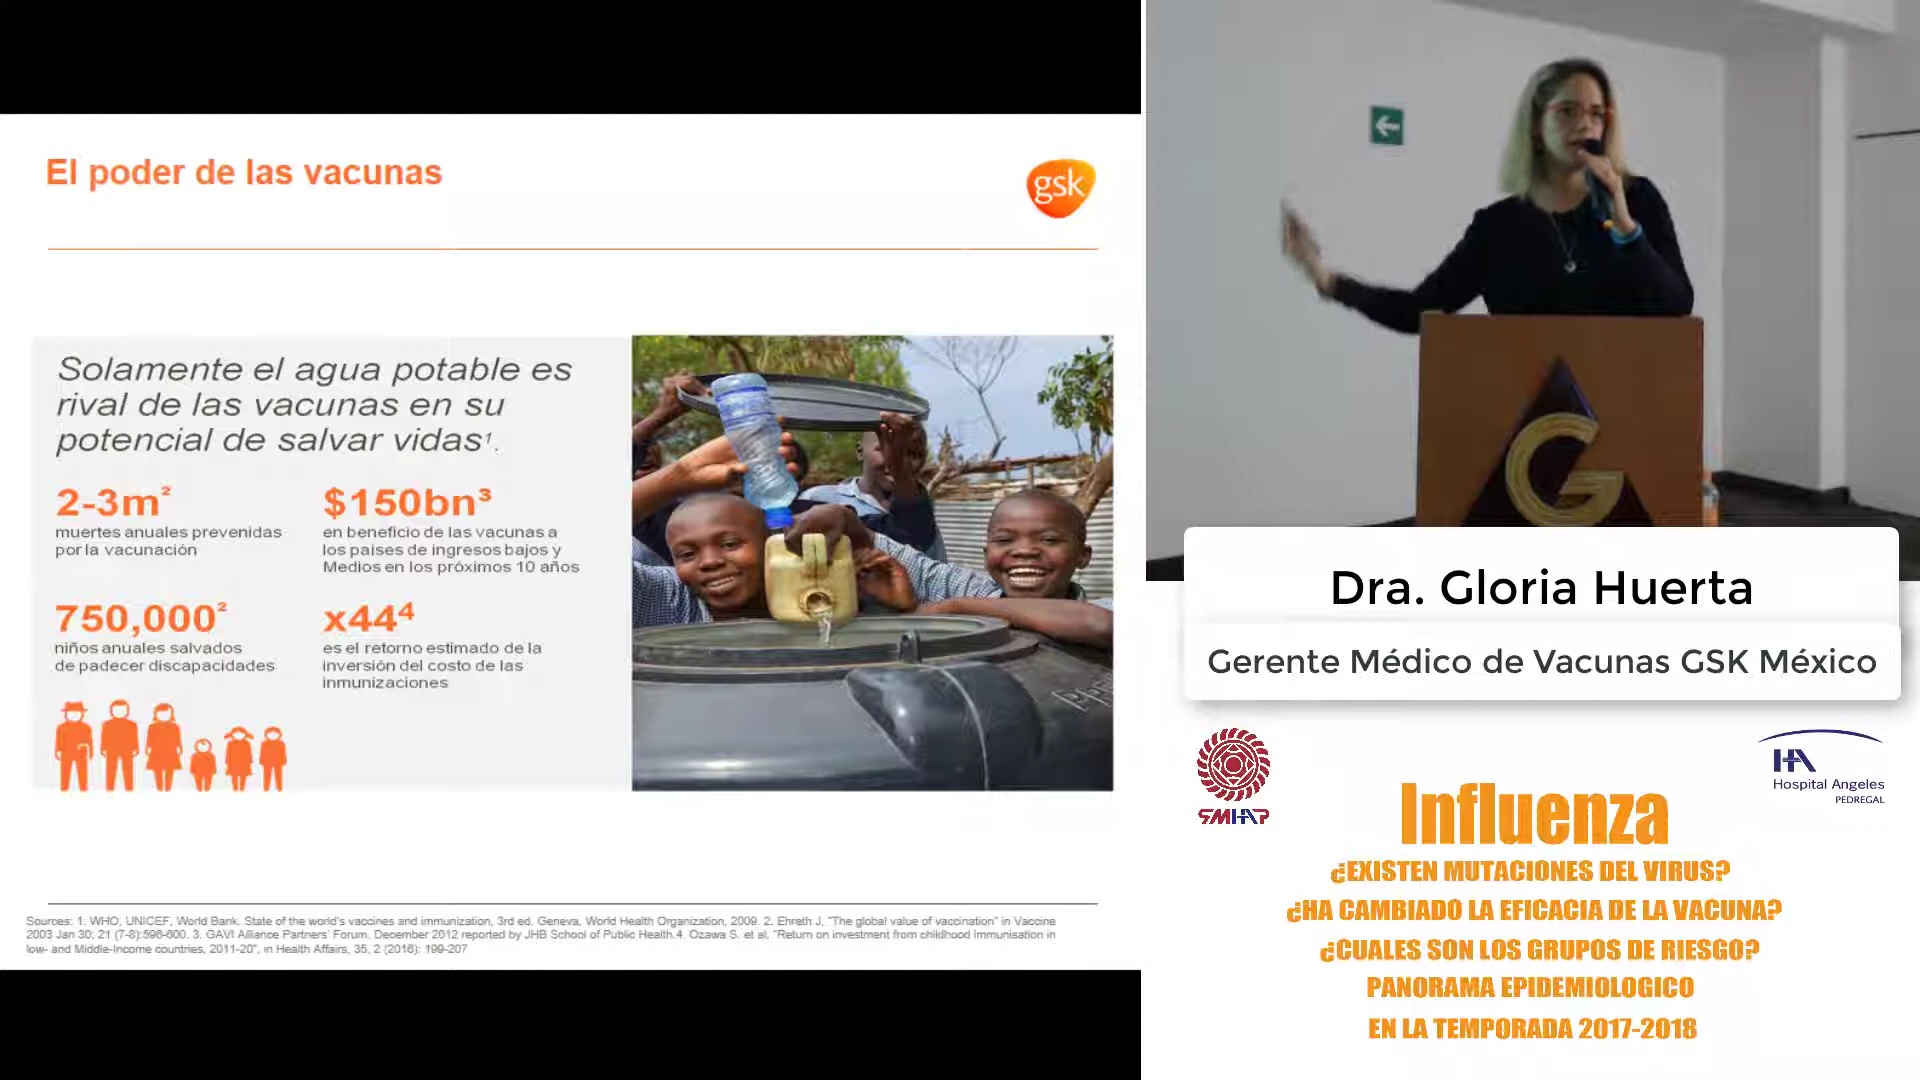 El poder de las vacunas
gsk
Solamente el agua potable es
rival de las vacunas en su
potencial de salvar vidas¹.
2-3m²
muertes anuales prevenidas
por la vacunación
$150bn³
en beneficio de las vacunas a
los paises de ingresos bajos y
Medios en los próximos 10 años
750,000²
niños anuales salvados
de padecer discapacidades
x44⁴
es el retorno estimado de la
inversión del costo de las
inmunizaciones
Sources: 1. WHO, UNICEF, World Bank. State of the world's vaccines and immunization, 3rd ed. Geneva, World Health Organization, 2009. 2. Ehreth J, "The global value of vaccination" in Vaccine
2003 Jan 30; 21 (7-8):596-600. 3. GAVI Alliance Partners' Forum, December 2012 reported by JHB School of Public Health.4. Ozawa S. et al. "Return on investment from childhood immunisation in
low- and Middle-Income countries, 2011-20", in Health Affairs, 35, 2 (2016): 199-207
G
Dra. Gloria Huerta
Gerente Médico de Vacunas GSK México
SMHAP
HA
Hospital Angeles
PEDREGAL
Influenza
¿EXISTEN MUTACIONES DEL VIRUS?
¿HA CAMBIADO LA EFICACIA DE LA VACUNA?
¿CUALES SON LOS GRUPOS DE RIESGO?
PANORAMA EPIDEMIOLOGICO
EN LA TEMPORADA 2017-2018